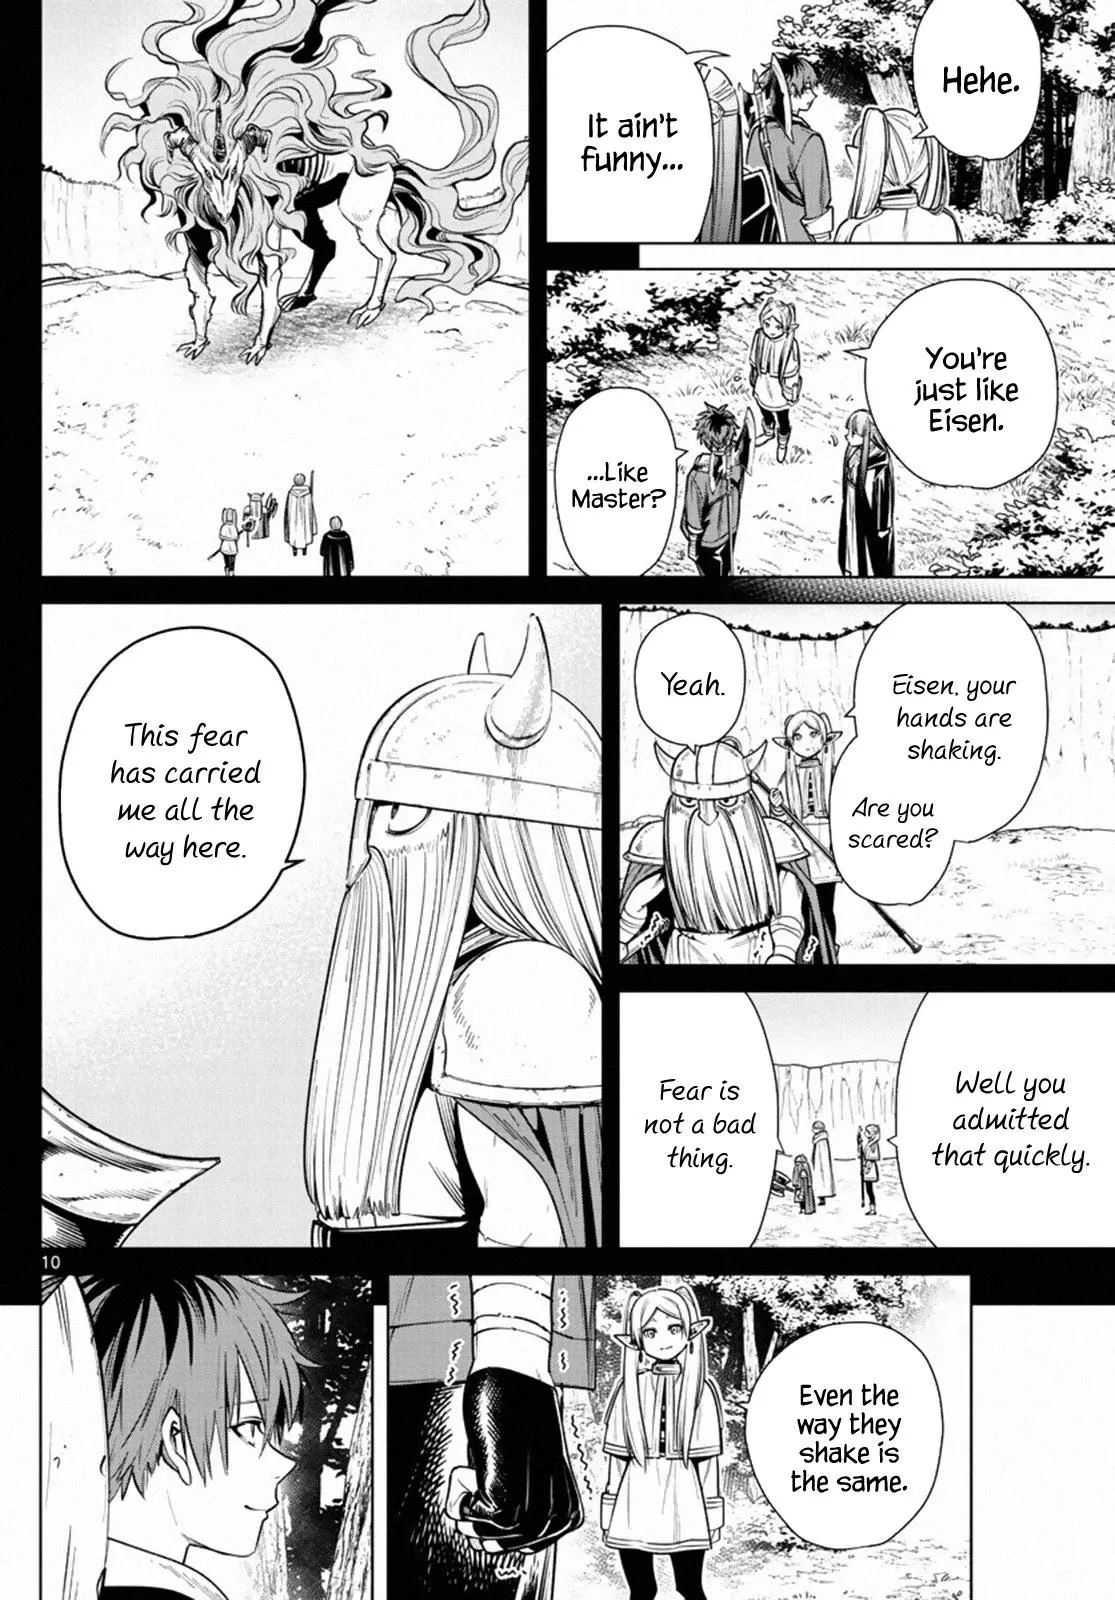 Hehe.
It ain't
funny...
You're
just like
Eisen.
...Like
Master?
Eisen, your
hands are
shaking.
Are you
scared?
Yeah.
Well you
admitted
that quickly.
Fear is
not a bad
thing.
This fear
has carried
me all the
way here.
10
Even the
way they
shake is
the same.